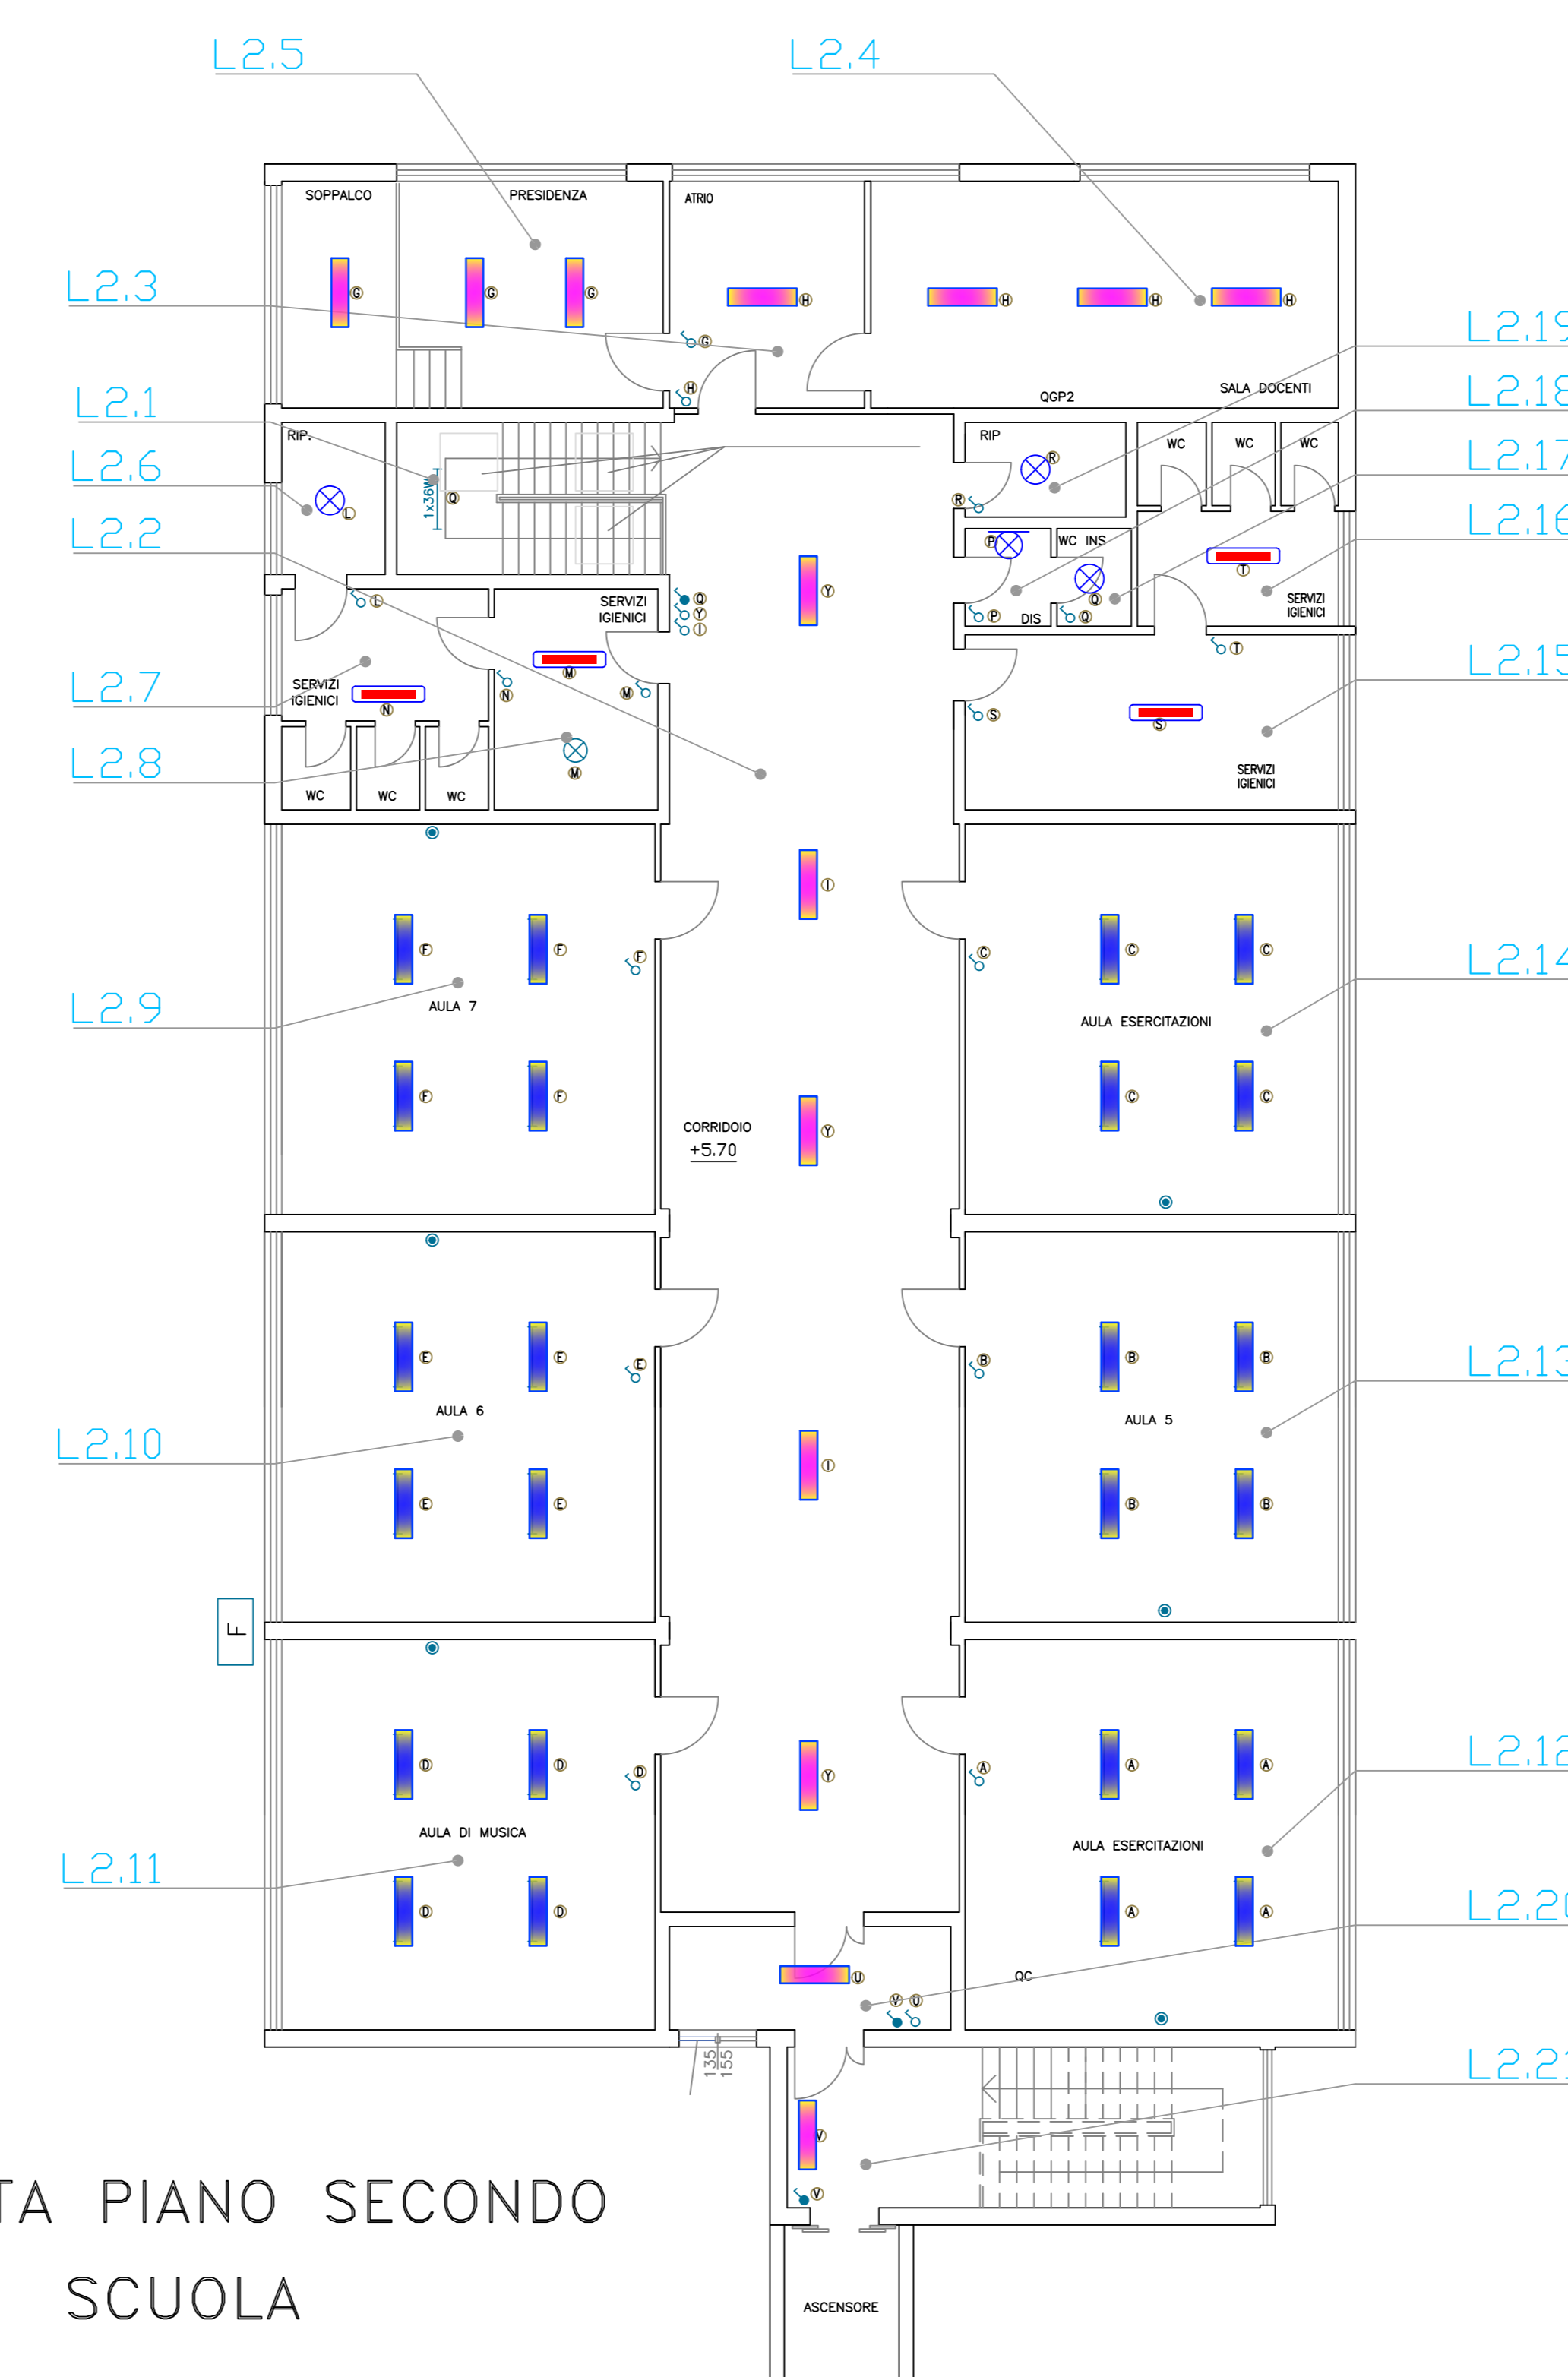 L2.5
L2.4
SOPPALCO
PRESIDENZA
ATRIO
L2.3
G
G
G
H
H
H
H
L2.19
G
H
QGP2
SALA DOCENTI
L2.1
L2.18
RIP.
RIP
WC
WC
WC
L2.6
R
L2.17
1x36W
Q
R
L
L2.2
L2.16
P
WC INS
T
Y
Q
L
Q
Y
I
SERVIZI
IGIENICI
P
DIS
Q
SERVIZI
IGIENICI
T
L2.7
SERVIZI
IGIENICI
M
N
N
M
L2.15
S
S
L2.8
M
SERVIZI
IGIENICI
WC
WC
WC
I
F
F
F
C
C
C
L2.14
L2.9
AULA 7
AULA ESERCITAZIONI
F
F
C
C
CORRIDOIO
+5.70
Y
E
E
E
B
B
B
L2.13
AULA 6
AULA 5
L2.10
I
E
E
B
B
F
D
D
D
Y
A
A
A
L2.12
AULA DI MUSICA
AULA ESERCITAZIONI
L2.11
D
D
A
A
L2.20
U
QC
V U
135
155
L2.21
V
V
TA PIANO SECONDO
SCUOLA
ASCENSORE